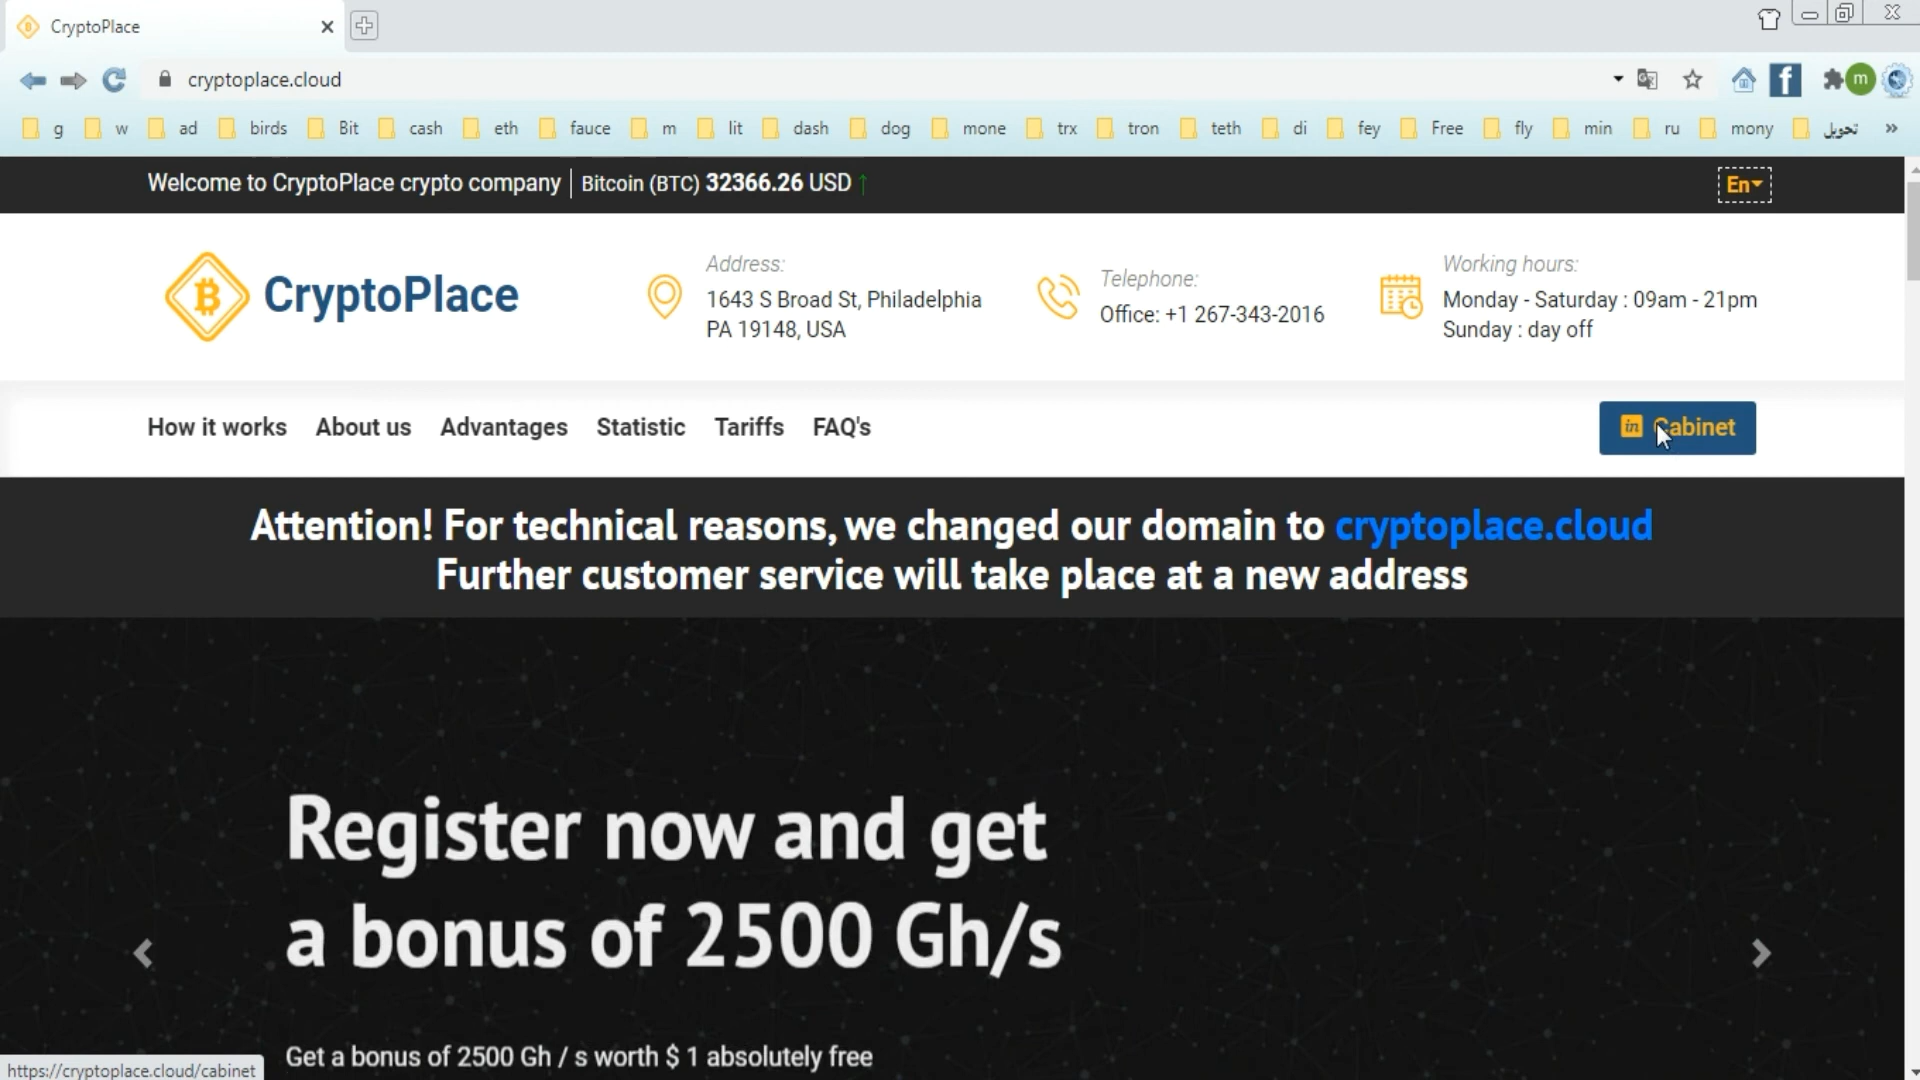 CryptoPlace
cryptoplace.cloud
g w ad birds Bit cash eth fauce m lit dash dog mone trx tron teth di fey Free fly min ru mony تحويل »
Welcome to CryptoPlace crypto company | Bitcoin (BTC) 32366.26 USD ↑
En
CryptoPlace
Address:
1643 S Broad St, Philadelphia
PA 19148, USA
Telephone:
Office: +1 267-343-2016
Working hours:
Monday - Saturday : 09am - 21pm
Sunday : day off
How it works About us Advantages Statistic Tariffs FAQ's
in Cabinet
Attention! For technical reasons, we changed our domain to cryptoplace.cloud
Further customer service will take place at a new address
Register now and get
a bonus of 2500 Gh/s
Get a bonus of 2500 Gh / s worth $ 1 absolutely free
https://cryptoplace.cloud/cabinet